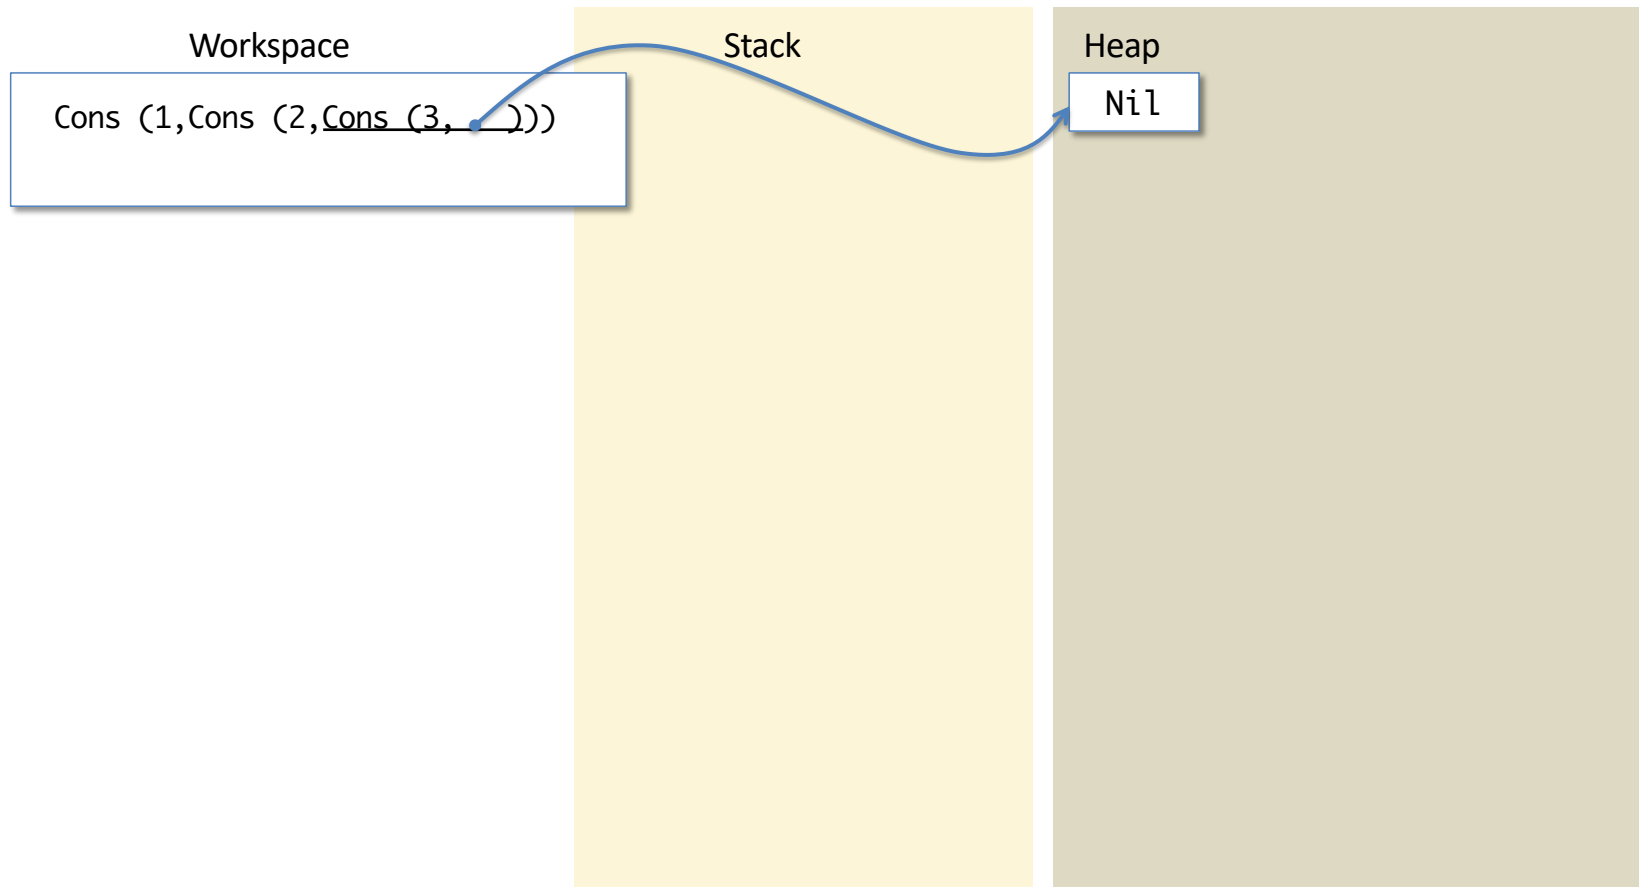 Workspace
Stack
Heap
Cons (1,Cons (2,Cons (3, )))
Nil